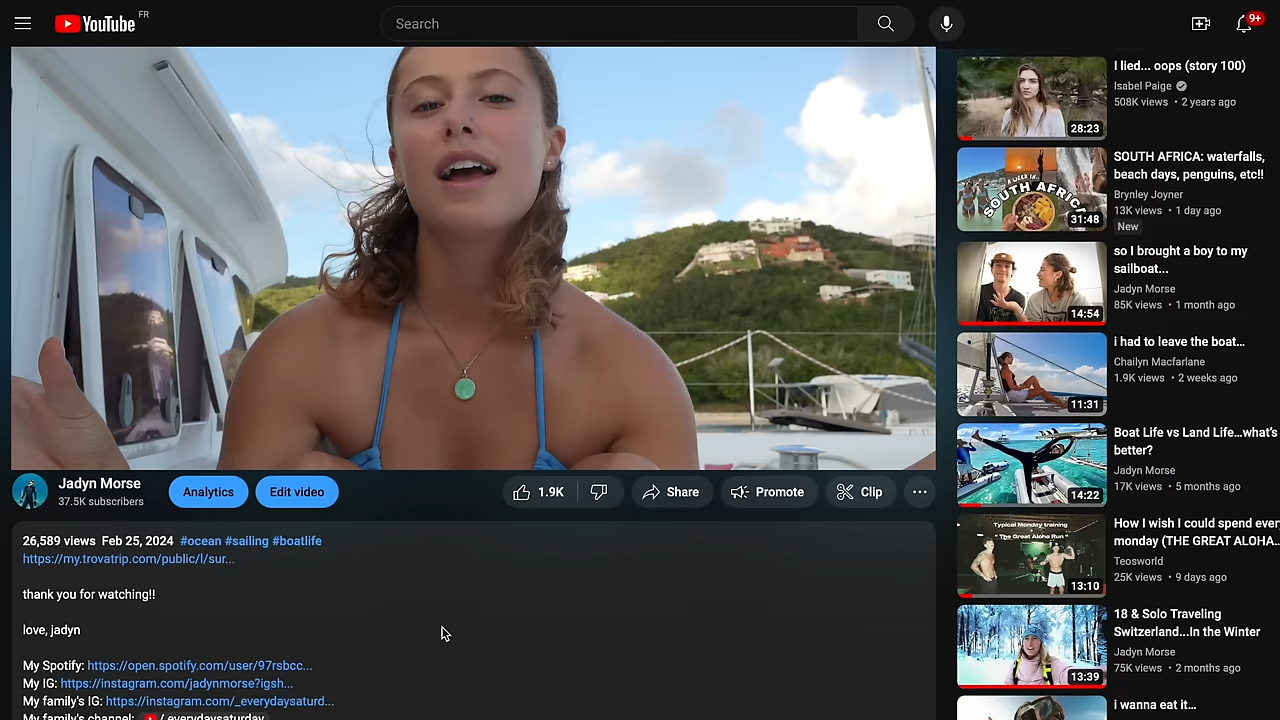 YouTube FR
Search
9+
Jadyn Morse
37.5K subscribers
Analytics
Edit video
1.9K
Share
Promote
Clip
26,589 views Feb 25, 2024 #ocean #sailing #boatlife
https://my.trovatrip.com/public/l/sur...
thank you for watching!!
love, jadyn
My Spotify: https://open.spotify.com/user/97rsbcc...
My IG: https://instagram.com/jadynmorse?igsh...
My family's IG: https://instagram.com/_everydaysaturd...
My family's channel: / everydaysaturday
28:23
I lied... oops (story 100)
Isabel Paige
508K views • 2 years ago
A WEEK IN...
SOUTH AFRICA
31:48
SOUTH AFRICA: waterfalls,
beach days, penguins, etc!!
Brynley Joyner
13K views • 1 day ago
New
14:54
so I brought a boy to my
sailboat...
Jadyn Morse
85K views • 1 month ago
11:31
i had to leave the boat...
Chailyn Macfarlane
1.9K views • 2 weeks ago
14:22
Boat Life vs Land Life...what's
better?
Jadyn Morse
17K views • 5 months ago
Typical Monday training
+
"The Great Aloha Run"
13:10
How I wish I could spend ever
monday (THE GREAT ALOHA...
Teosworld
25K views • 9 days ago
13:39
18 & Solo Traveling
Switzerland...In the Winter
Jadyn Morse
75K views • 2 months ago
i wanna eat it...